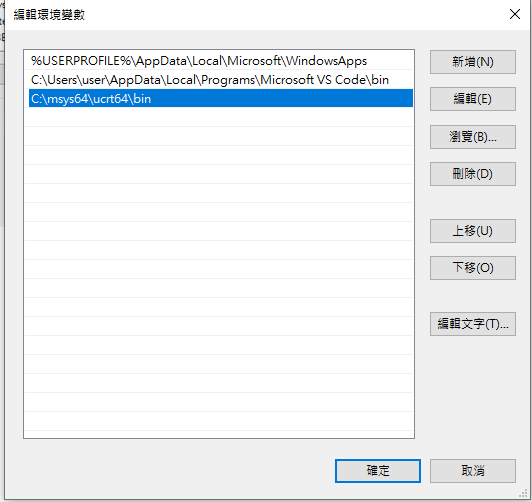 編輯環境變數
%USERPROFILE%\AppData\Local\Microsoft\WindowsApps
C:\Users\user\AppData\Local\Programs\Microsoft VS Code\bin
C:\msys64\ucrt64\bin
新增(N)
編輯(E)
瀏覽(B)...
刪除(D)
上移(U)
下移(O)
編輯文字(T)...
確定
取消